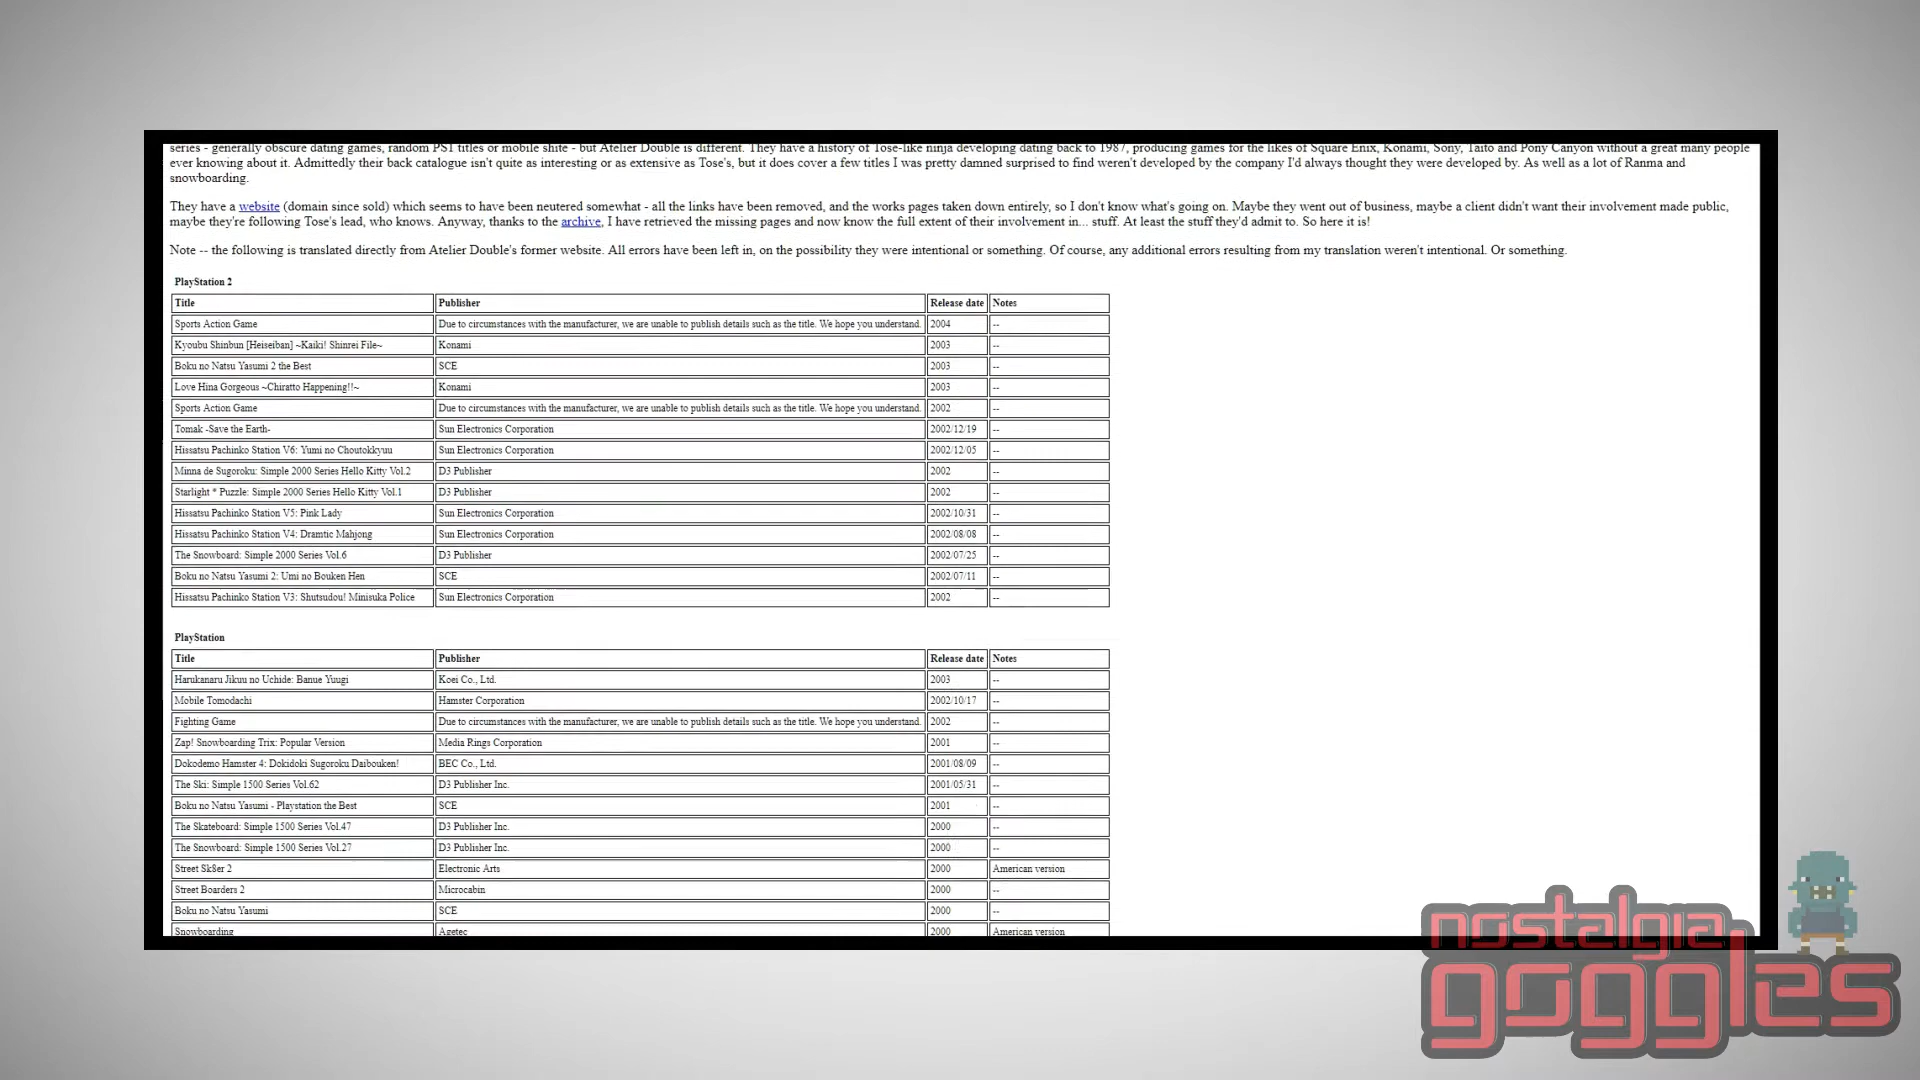 series - generally obscure dating games, random PS1 titles or mobile shite - but Atelier Double is different. They have a history of Tose-like ninja developing dating back to 1987, producing games for the likes of Square Enix, Konami, Sony, Taito and Pony Canyon without a great many people
ever knowing about it. Admittedly their back catalogue isn't quite as interesting or as extensive as Tose's, but it does cover a few titles I was pretty damned surprised to find weren't developed by the company I'd always thought they were developed by. As well as a lot of Ranma and
snowboarding.
They have a website (domain since sold) which seems to have been neutered somewhat - all the links have been removed, and the works pages taken down entirely, so I don't know what's going on. Maybe they went out of business, maybe a client didn't want their involvement made public,
maybe they're following Tose's lead, who knows. Anyway, thanks to the archive, I have retrieved the missing pages and now know the full extent of their involvement in... stuff. At least the stuff they'd admit to. So here it is!
Note -- the following is translated directly from Atelier Double's former website. All errors have been left in, on the possibility they were intentional or something. Of course, any additional errors resulting from my translation weren't intentional. Or something.
PlayStation 2
Title Publisher Release date Notes
Sports Action Game Due to circumstances with the manufacturer, we are unable to publish details such as the title. We hope you understand. 2004 --
Kyoubu Shinbun [Heiseiban] ~Kaiki! Shinrei File~ Konami 2003 --
Boku no Natsu Yasumi 2 the Best SCE 2003 --
Love Hina Gorgeous ~Chiratto Happening!!~ Konami 2003 --
Sports Action Game Due to circumstances with the manufacturer, we are unable to publish details such as the title. We hope you understand. 2002 --
Tomak -Save the Earth- Sun Electronics Corporation 2002/12/19 --
Hissatsu Pachinko Station V6: Yumi no Choutokkyuu Sun Electronics Corporation 2002/12/05 --
Minna de Sugoroku: Simple 2000 Series Hello Kitty Vol.2 D3 Publisher 2002 --
Starlight * Puzzle: Simple 2000 Series Hello Kitty Vol.1 D3 Publisher 2002 --
Hissatsu Pachinko Station V5: Pink Lady Sun Electronics Corporation 2002/10/31 --
Hissatsu Pachinko Station V4: Dramtic Mahjong Sun Electronics Corporation 2002/08/08 --
The Snowboard: Simple 2000 Series Vol.6 D3 Publisher 2002/07/25 --
Boku no Natsu Yasumi 2: Umi no Bouken Hen SCE 2002/07/11 --
Hissatsu Pachinko Station V3: Shutsudou! Minisuka Police Sun Electronics Corporation 2002 --
PlayStation
Title Publisher Release date Notes
Harukanaru Jikuu no Uchide: Banue Yuugi Koei Co., Ltd. 2003 --
Mobile Tomodachi Hamster Corporation 2002/10/17 --
Fighting Game Due to circumstances with the manufacturer, we are unable to publish details such as the title. We hope you understand. 2002 --
Zap! Snowboarding Trix: Popular Version Media Rings Corporation 2001 --
Dokodemo Hamster 4: Dokidoki Sugoroku Daibouken! BEC Co., Ltd. 2001/08/09 --
The Ski: Simple 1500 Series Vol.62 D3 Publisher Inc. 2001/05/31 --
Boku no Natsu Yasumi - Playstation the Best SCE 2001 --
The Skateboard: Simple 1500 Series Vol.47 D3 Publisher Inc. 2000 --
The Snowboard: Simple 1500 Series Vol.27 D3 Publisher Inc. 2000 --
Street Sk8er 2 Electronic Arts 2000 American version
Street Boarders 2 Microcabin 2000 --
Boku no Natsu Yasumi SCE 2000 --
Snowboarding Agetec 2000 American version
nostalgia
goggles